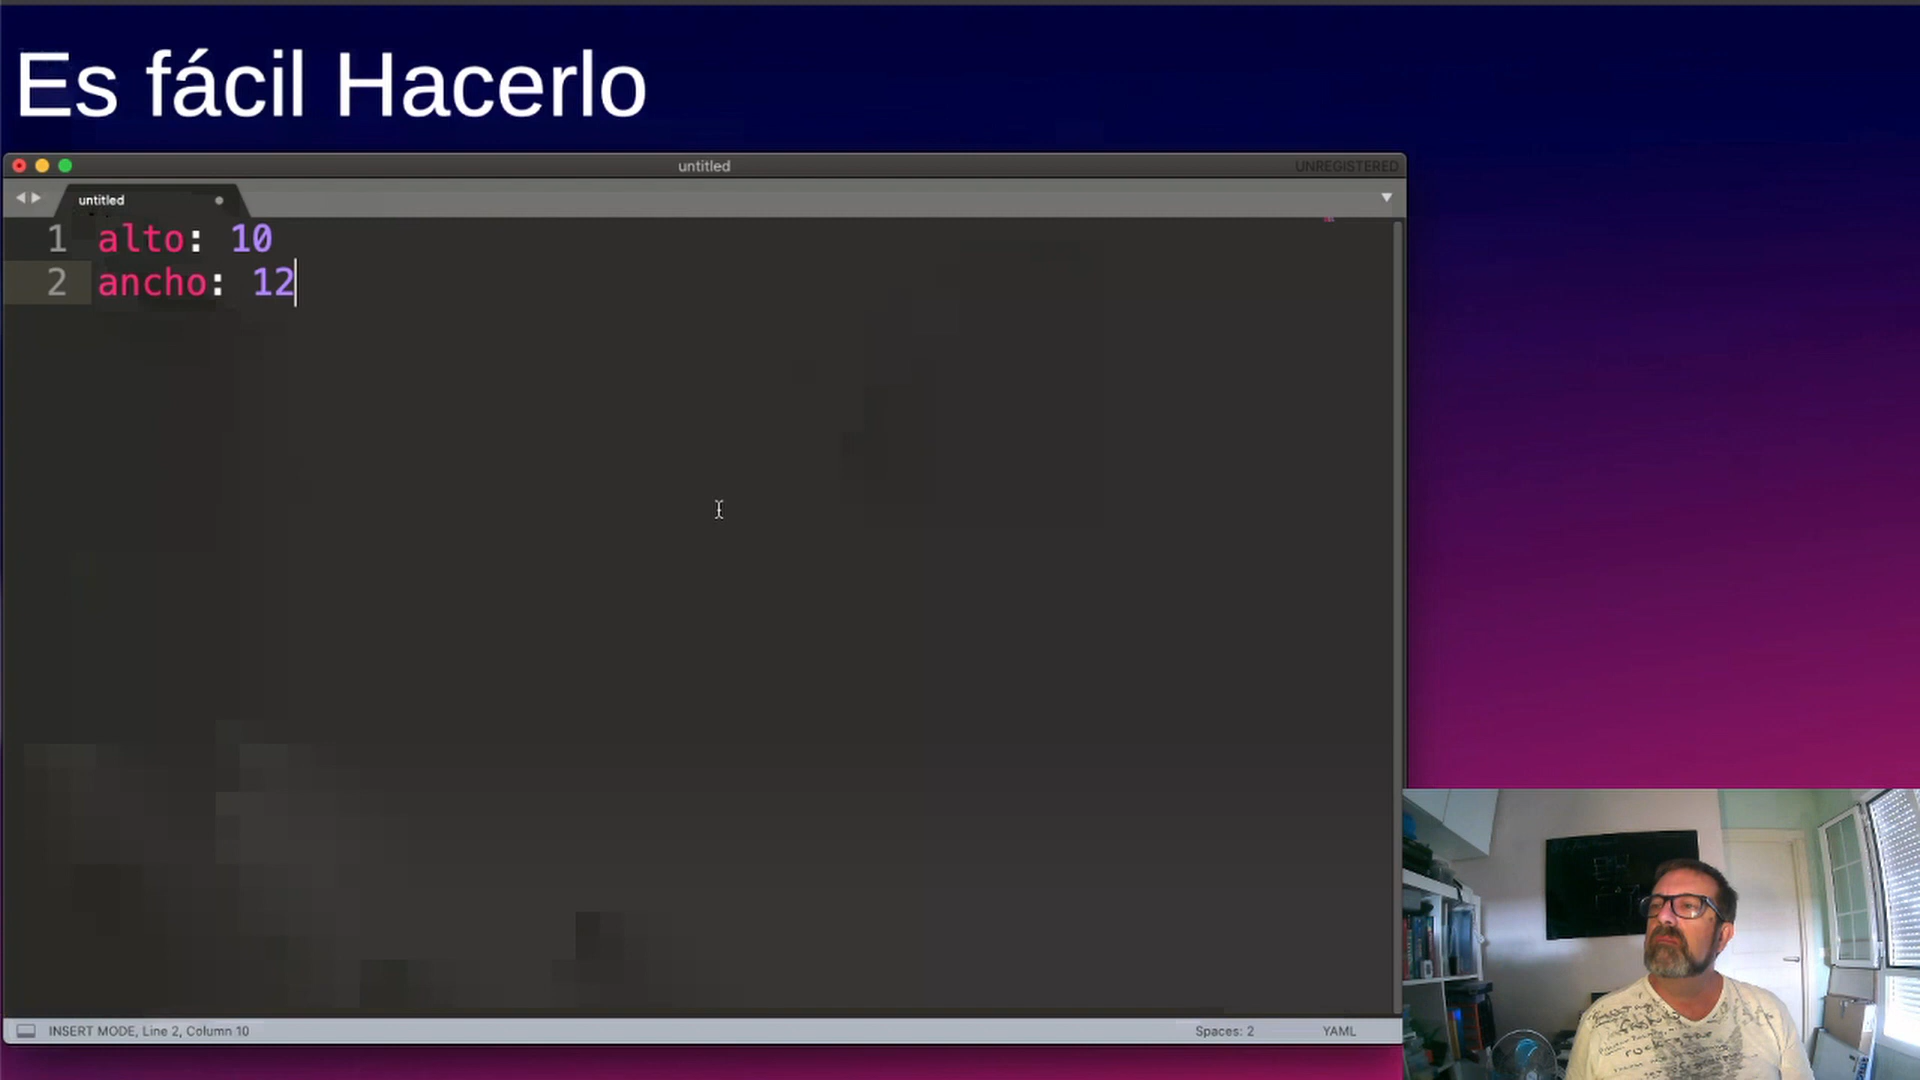 Es fácil Hacerlo
untitled
UNREGISTERED
untitled
1 alto: 10
2 ancho: 12
INSERT MODE, Line 2, Column 10
Spaces: 2
YAML